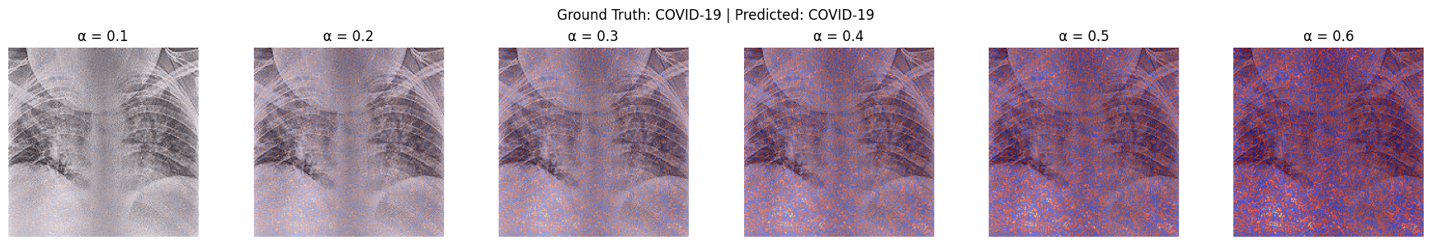 Ground Truth: COVID-19 | Predicted: COVID-19
α = 0.1 α = 0.2 α = 0.3 α = 0.4 α = 0.5 α = 0.6